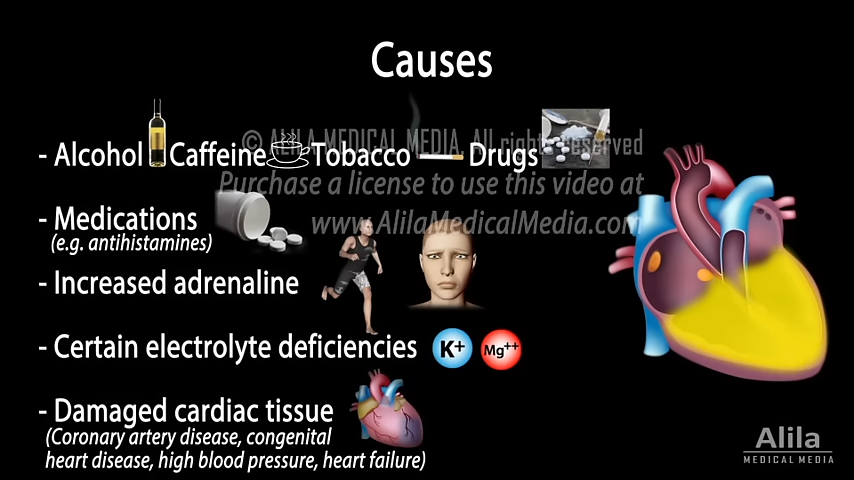 Causes
© ALILA MEDICAL MEDIA. All rights reserved
- Alcohol Caffeine Tobacco Drugs
Purchase a license to use this video at
- Medications
www.AlilaMedicalMedia.com
(e.g. antihistamines)
- Increased adrenaline
- Certain electrolyte deficiencies K+ Mg++
- Damaged cardiac tissue
(Coronary artery disease, congenital
heart disease, high blood pressure, heart failure)
Alila
MEDICAL MEDIA